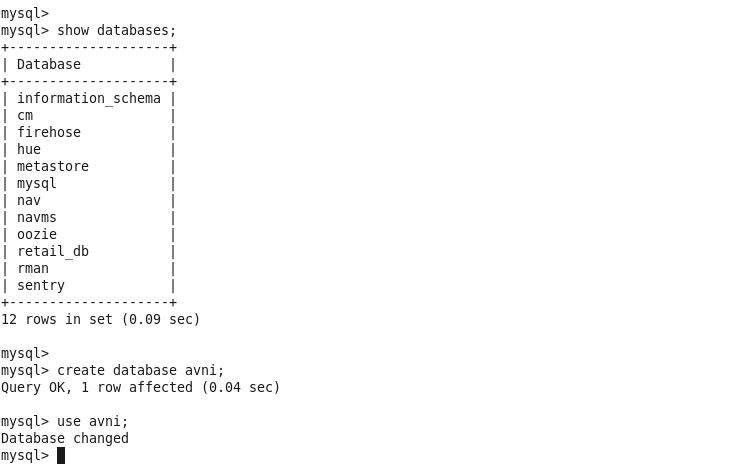 mysql>
mysql> show databases;
+--------------------+
| Database           |
+--------------------+
| information_schema |
| cm                 |
| firehose           |
| hue                |
| metastore          |
| mysql              |
| nav                |
| navms              |
| oozie              |
| retail_db          |
| rman               |
| sentry             |
+--------------------+
12 rows in set (0.09 sec)

mysql>
mysql> create database avni;
Query OK, 1 row affected (0.04 sec)

mysql> use avni;
Database changed
mysql>